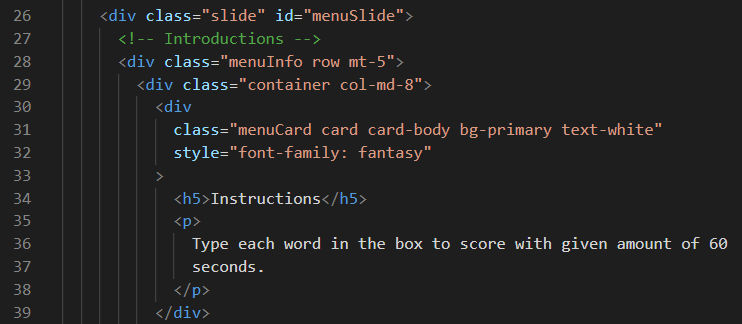 26 <div class="slide" id="menuSlide">
27 <!-- Introductions -->
28 <div class="menuInfo row mt-5">
29 <div class="container col-md-8">
30 <div
31 class="menuCard card card-body bg-primary text-white"
32 style="font-family: fantasy"
33 >
34 <h5>Instructions</h5>
35 <p>
36 Type each word in the box to score with given amount of 60
37 seconds.
38 </p>
39 </div>